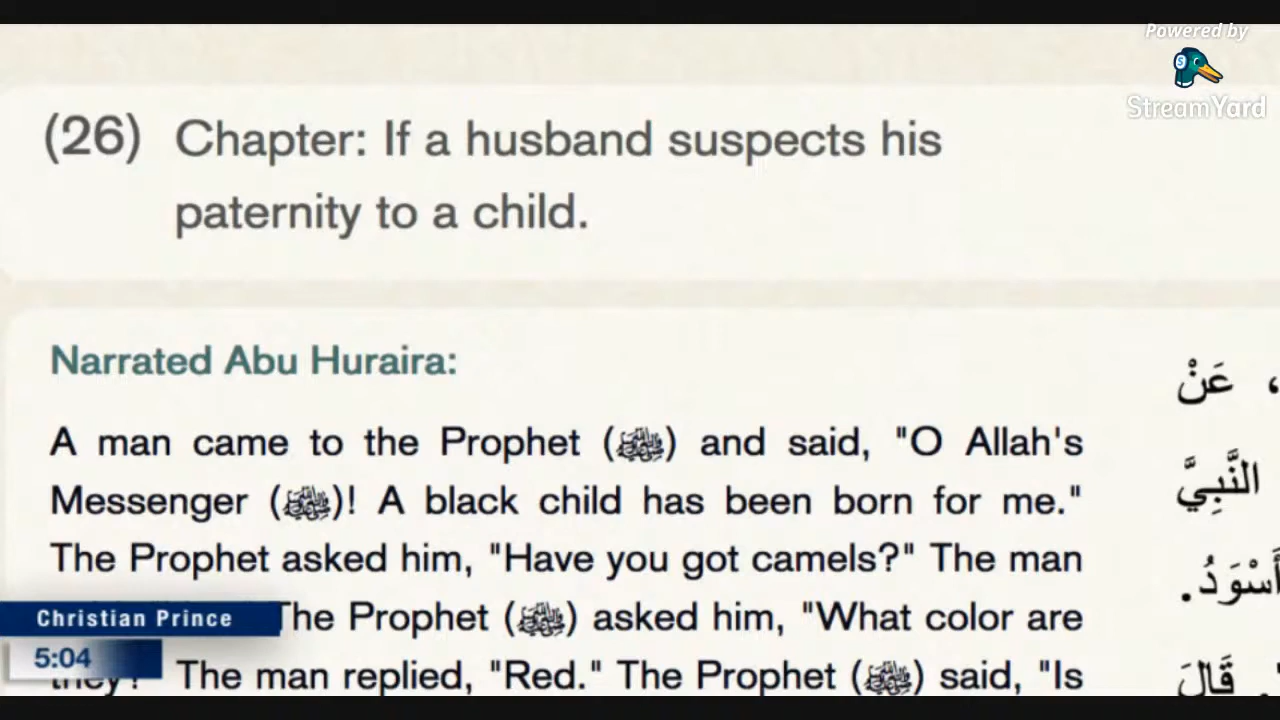 Powered by
StreamYard
(26) Chapter: If a husband suspects his
paternity to a child.
Narrated Abu Huraira:
A man came to the Prophet (ﷺ) and said, "O Allah's
Messenger (ﷺ)! A black child has been born for me."
The Prophet asked him, "Have you got camels?" The man
The Prophet (ﷺ) asked him, "What color are
they?" The man replied, "Red." The Prophet (ﷺ) said, "Is
، عَنْ
النَّبِيَّ
أَسْوَدُ.
". قَالَ
Christian Prince
5:04